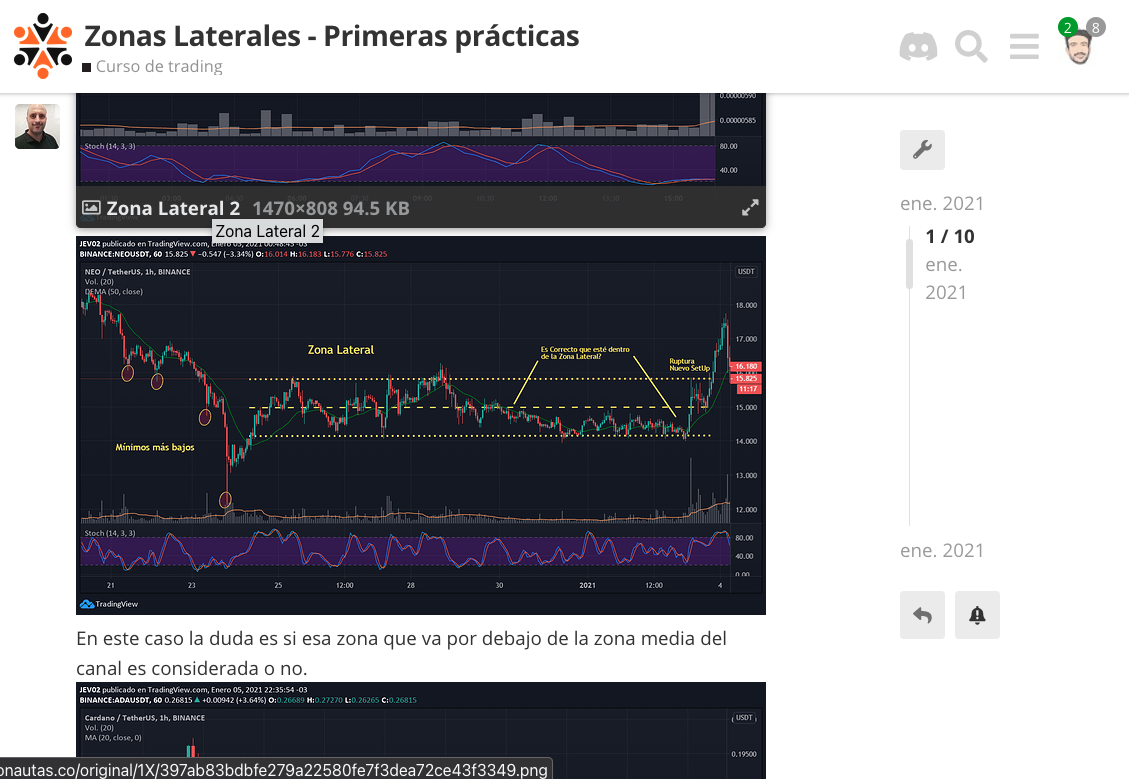 Zonas Laterales - Primeras prácticas
Curso de trading
2
8
0.00000590
0.00000585
Stoch (14, 3, 3)
80.00
40.00
Zona Lateral 2 1470×808 94.5 KB
Zona Lateral 2
JEV02 publicado en TradingView.com, Enero 05, 2021 00:48:45 -03
BINANCE:NEOUSDT, 60 15.825 ▼ −0.547 (−3.34%) O:16.014 H:16.183 L:15.776 C:15.825
NEO / TetherUS, 1h, BINANCE
Vol. (20)
DEMA (50, close)
USDT
18.000
17.000
16.180
15.825
11:17
15.000
14.000
13.000
12.000
Zona Lateral
Es Correcto que esté dentro
de la Zona Lateral?
Ruptura
Nuevo SetUp
Mínimos más bajos
Stoch (14, 3, 3)
80.00
40.00
0.00
21
23
25
12:00
28
30
2021
12:00
4
TradingView
En este caso la duda es si esa zona que va por debajo de la zona media del
canal es considerada o no.
JEV02 publicado en TradingView.com, Enero 05, 2021 22:35:54 -03
BINANCE:ADAUSDT, 60 0.26815 ▲ +0.00942 (+3.64%) O:0.26689 H:0.27270 L:0.26265 C:0.26815
Cardano / TetherUS, 1h, BINANCE
Vol. (20)
MA (20, close, 0)
USDT
0.19500
onautas.co/original/1X/397ab83bdbfe279a22580fe7f3dea72ce43f3349.png
ene. 2021
1 / 10
ene.
2021
ene. 2021